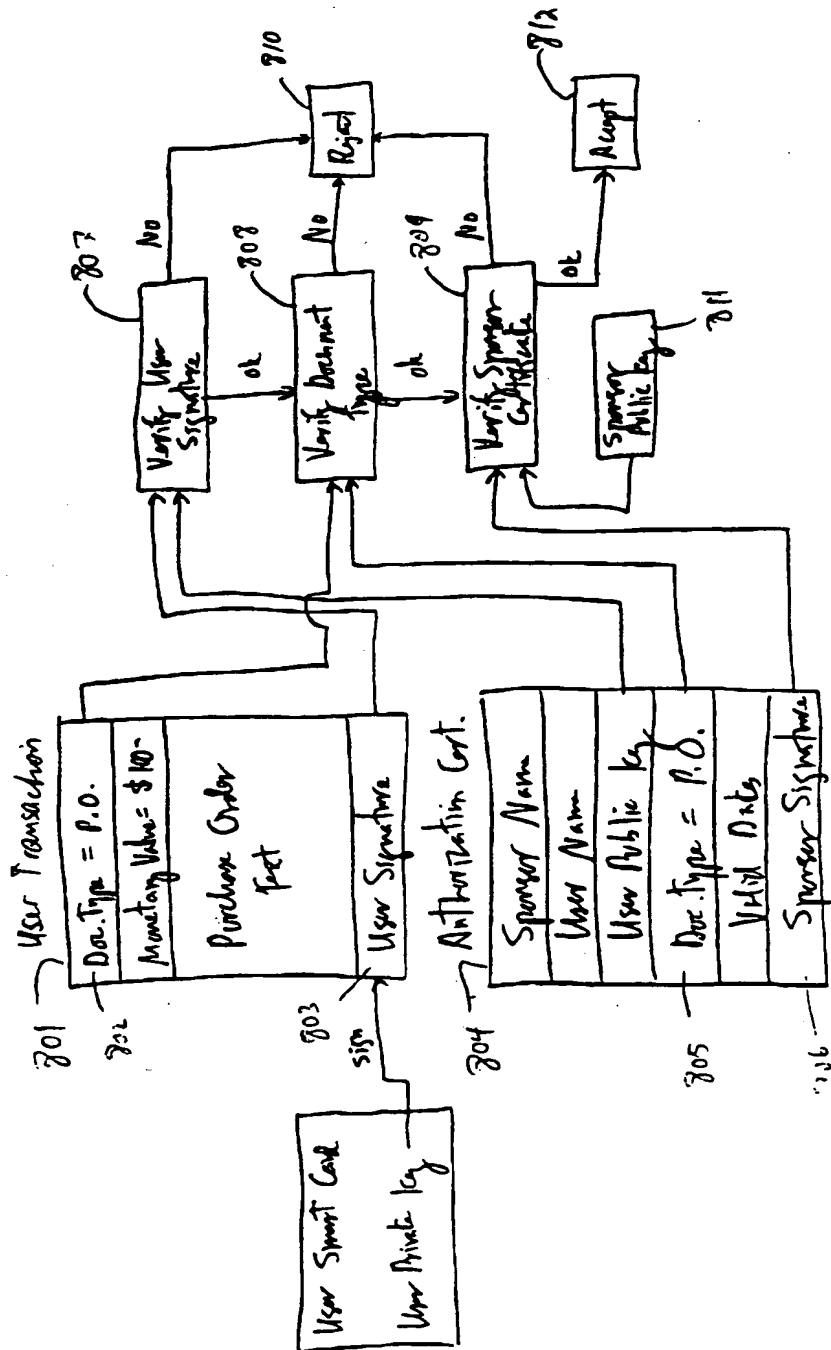 User Smart Card
User Private Key
sign
801
User Transaction
802
Doc. Type = P.O.
Monetary Value = $100-
Purchase Order
Text
803
User Signature
804
Authorization Cert.
Sponsor Name
User Name
User Public Key
805
Doc. Type = P.O.
Valid Dates
Sponsor Signature
807
Verify User
Signature
No
ok
808
Verify Document
Type
No
ok
809
Verify Sponsor
Certificate
No
ok
811
Sponsor
Public Key
810
Reject
812
Accept